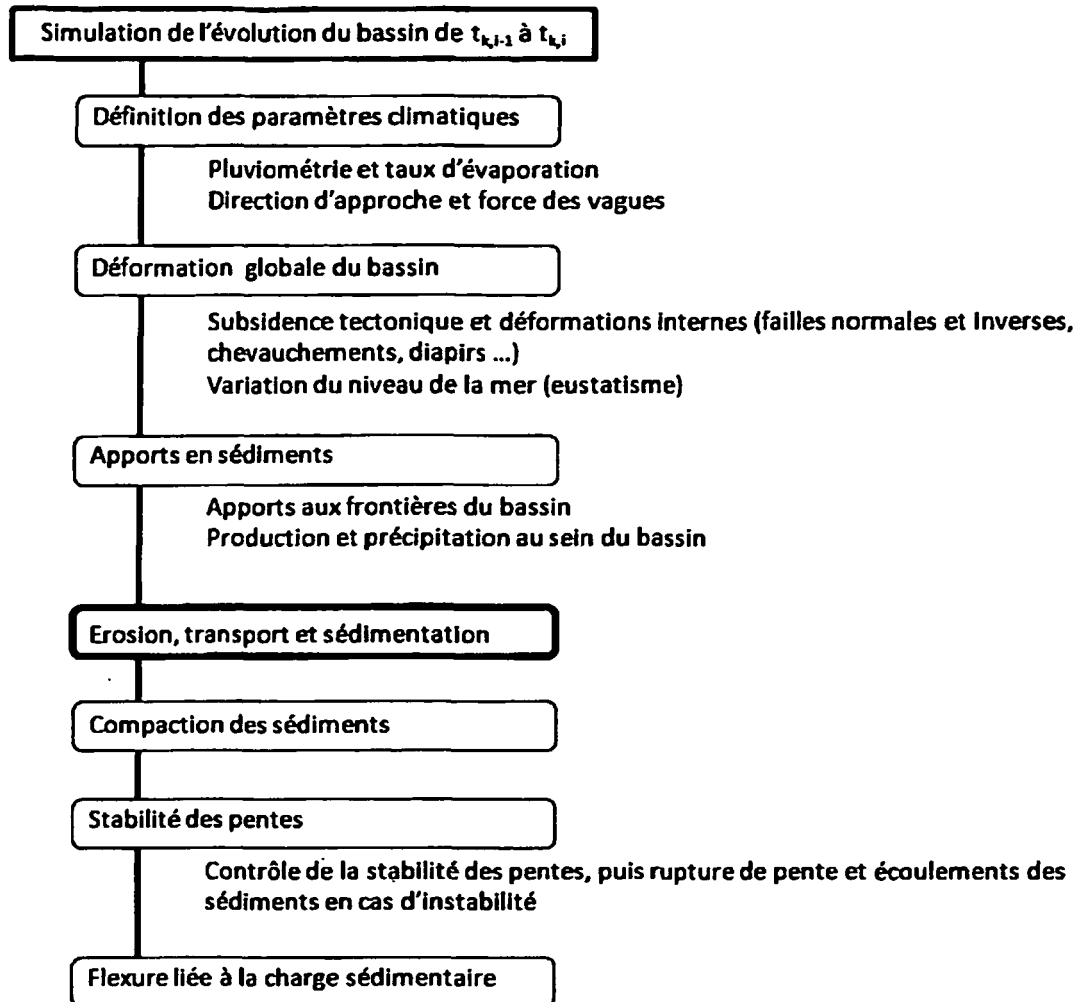 Simulation de l'évolution du bassin de tk,i-1 à tk,i
Définition des paramètres climatiques
Pluviométrie et taux d'évaporation
Direction d'approche et force des vagues
Déformation globale du bassin
Subsidence tectonique et déformations internes (failles normales et Inverses,
chevauchements, diapirs ...)
Variation du niveau de la mer (eustatisme)
Apports en sédiments
Apports aux frontières du bassin
Production et précipitation au sein du bassin
Erosion, transport et sédimentation
Compaction des sédiments
Stabilité des pentes
Contrôle de la stabilité des pentes, puis rupture de pente et écoulements des
sédiments en cas d'instabilité
Flexure liée à la charge sédimentaire